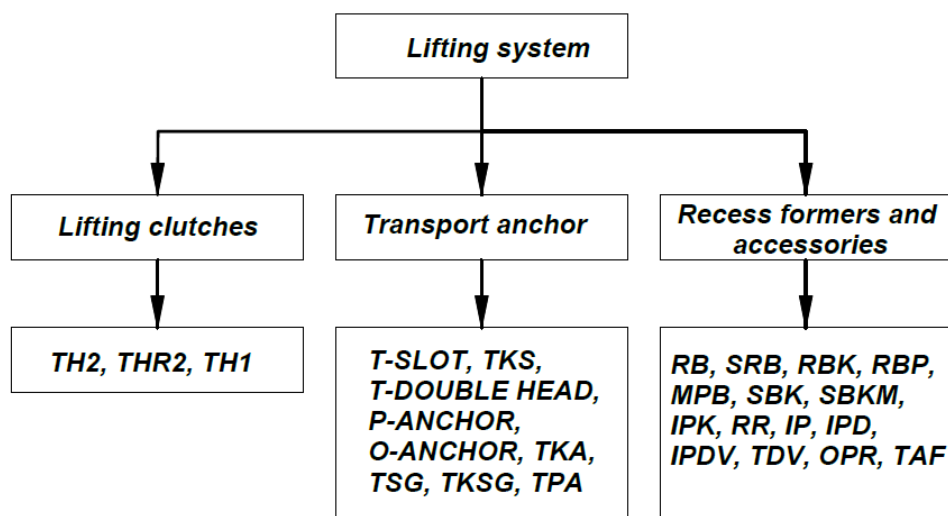 Lifting system
Lifting clutches
Transport anchor
Recess formers and
accessories
TH2, THR2, TH1
T-SLOT, TKS,
T-DOUBLE HEAD,
P-ANCHOR,
O-ANCHOR, TKA,
TSG, TKSG, TPA
RB, SRB, RBK, RBP,
MPB, SBK, SBKM,
IPK, RR, IP, IPD,
IPDV, TDV, OPR, TAF